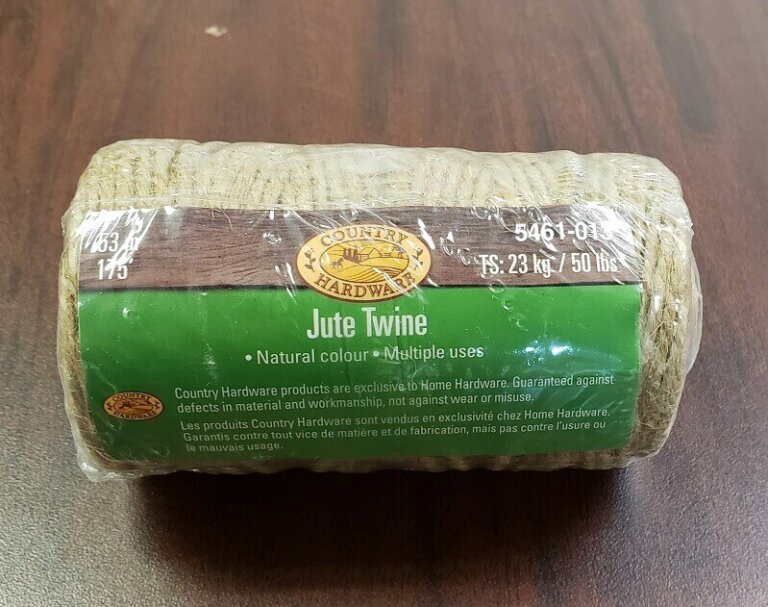 53 m
175'
COUNTRY
HARDWARE
5461-013
TS: 23 kg / 50 lbs
Jute Twine
• Natural colour • Multiple uses
COUNTRY
HARDWARE
Country Hardware products are exclusive to Home Hardware. Guaranteed against
defects in material and workmanship, not against wear or misuse.
Les produits Country Hardware sont vendus en exclusivité chez Home Hardware.
Garantis contre tout vice de matière et de fabrication, mais pas contre l'usure ou
le mauvais usage.